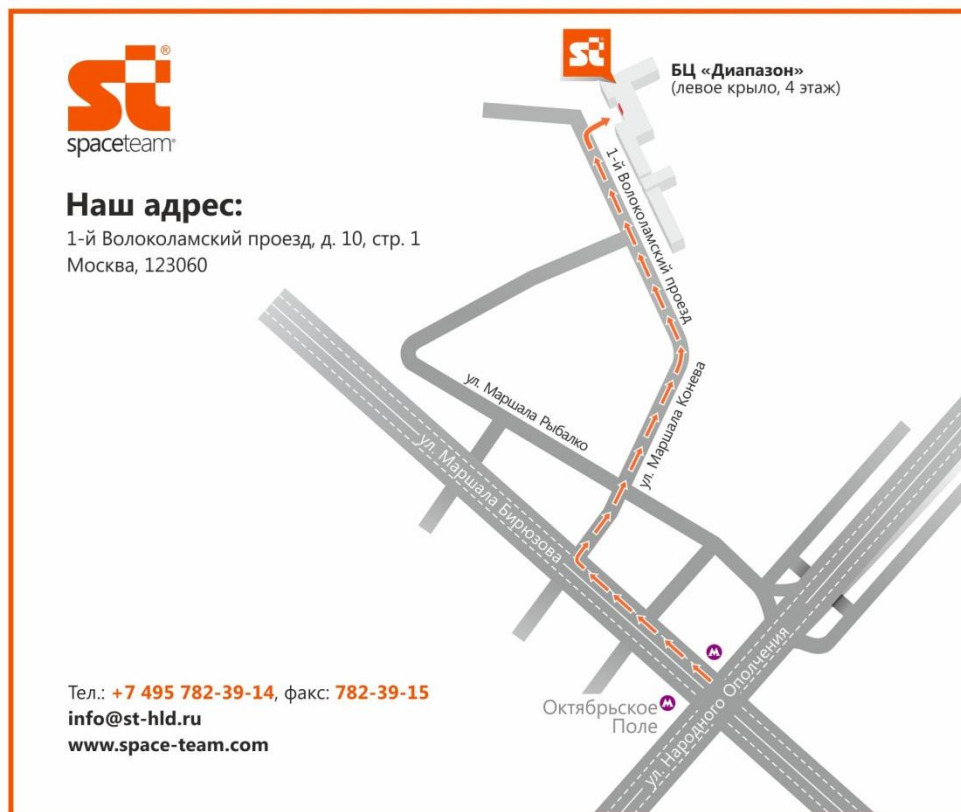 st®
БЦ «Диапазон»
(левое крыло, 4 этаж)
st®
spaceteam®
Наш адрес:
1-й Волоколамский проезд, д. 10, стр. 1
Москва, 123060
1-й Волоколамский проезд
ул. Маршала Конева
ул. Маршала Рыбалко
ул. Маршала Бирюзова
ул. Народного Ополчения
М
Октябрьское М
Поле
Тел.: +7 495 782-39-14, факс: 782-39-15
info@st-hld.ru
www.space-team.com